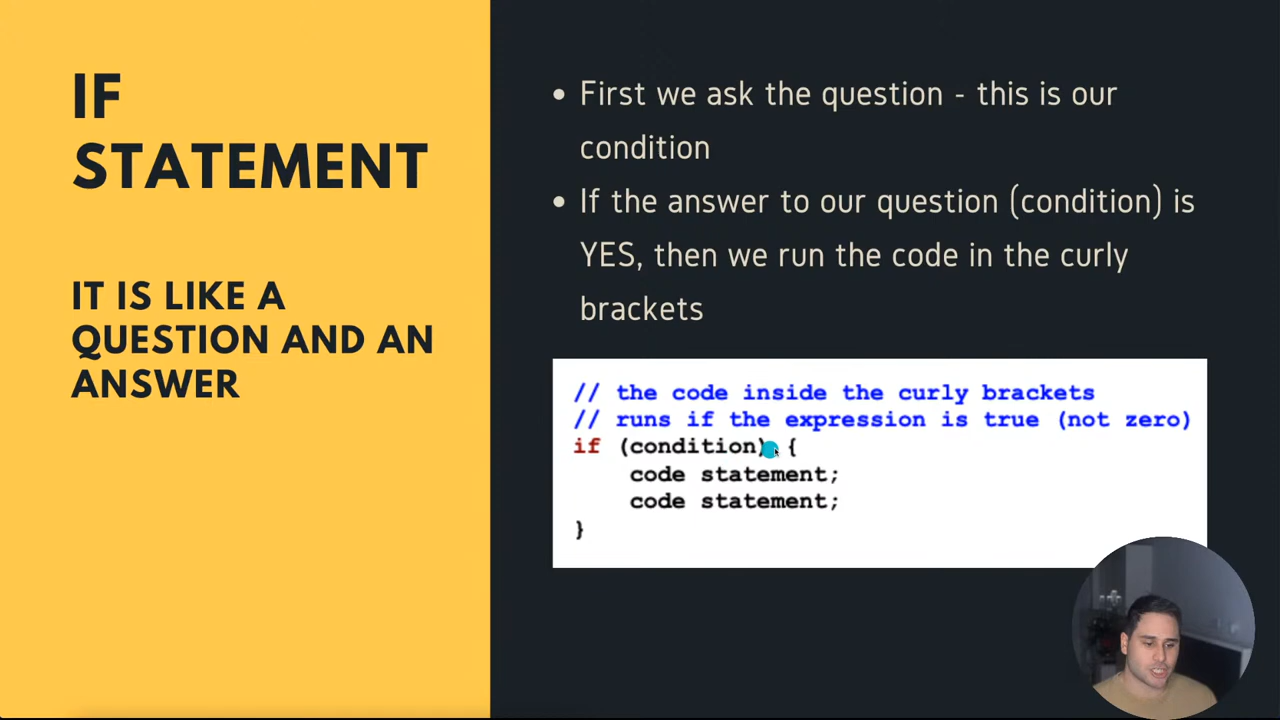 IF
STATEMENT
IT IS LIKE A
QUESTION AND AN
ANSWER
• First we ask the question - this is our
condition
• If the answer to our question (condition) is
YES, then we run the code in the curly
brackets
// the code inside the curly brackets
// runs if the expression is true (not zero)
if (condition) {
    code statement;
    code statement;
}